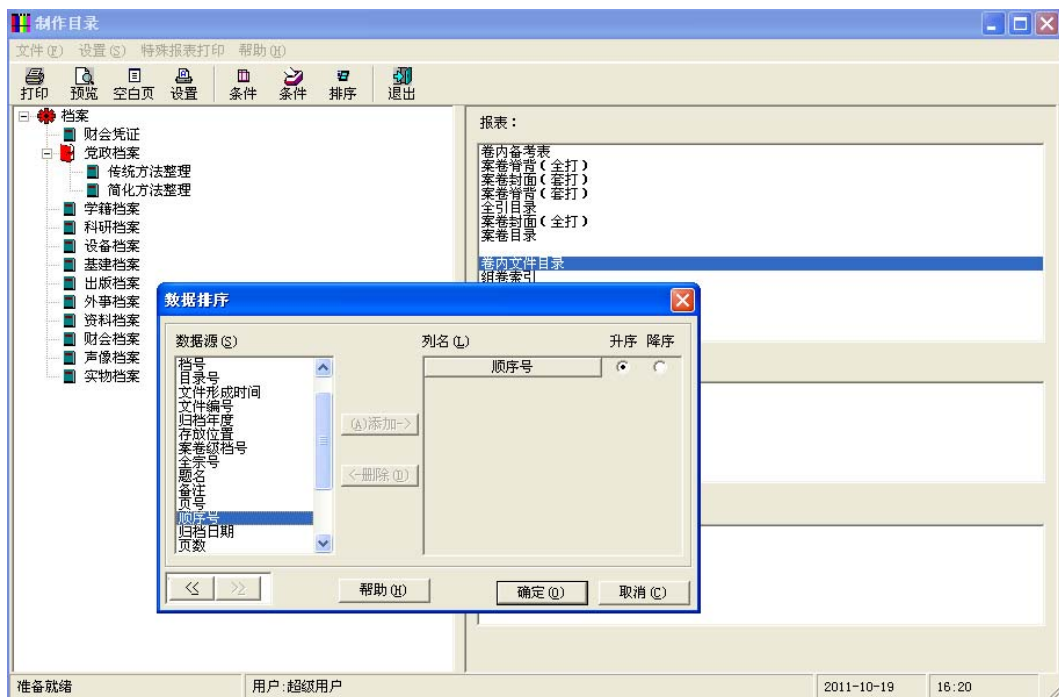 制作目录
文件(F) 设置(S) 特殊报表打印 帮助(H)
打印 预览 空白页 设置 条件 条件 排序 退出
档案
财会凭证
党政档案
传统方法整理
简化方法整理
学籍档案
科研档案
设备档案
基建档案
出版档案
外事档案
资料档案
财会档案
声像档案
实物档案
报表：
卷内备考表
案卷脊背(全打)
案卷封面(套打)
案卷脊背(套打)
全引目录
案卷封面(全打)
案卷目录
卷内文件目录
组卷索引
数据排序
数据源(S) 列名(L) 升序 降序
档号
目录号
文件形成时间
文件编号
归档年度
存放位置
案卷级档号
全宗号
题名
备注
页号
顺序号
归档日期
页数
顺序号
(A)添加->
<-删除(D)
<< >> 帮助(H) 确定(O) 取消(C)
准备就绪 用户:超级用户 2011-10-19 16:20